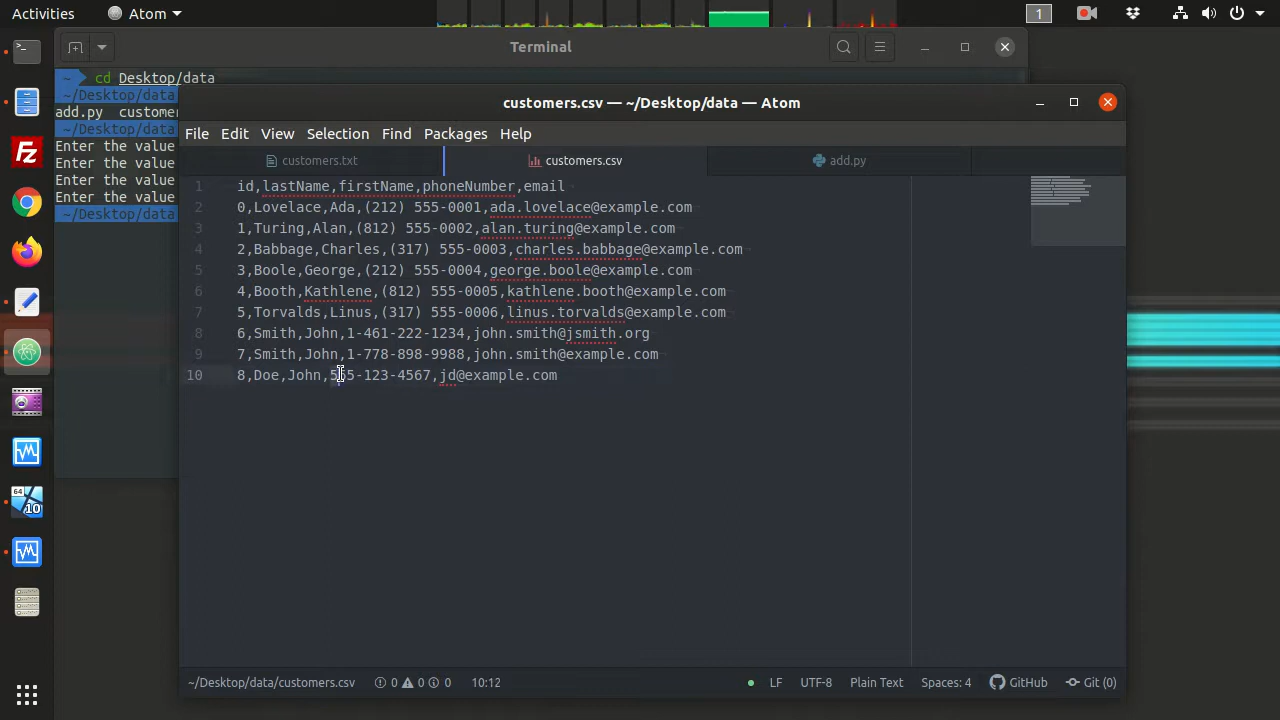 Activities
Atom
1
Terminal
~ cd Desktop/data
~/Desktop/data
add.py custome
~/Desktop/data
Enter the value
Enter the value
Enter the value
Enter the value
~/Desktop/data
customers.csv — ~/Desktop/data — Atom
File Edit View Selection Find Packages Help
customers.txt customers.csv add.py
1 id,lastName,firstName,phoneNumber,email
2 0,Lovelace,Ada,(212) 555-0001,ada.lovelace@example.com
3 1,Turing,Alan,(812) 555-0002,alan.turing@example.com
4 2,Babbage,Charles,(317) 555-0003,charles.babbage@example.com
5 3,Boole,George,(212) 555-0004,george.boole@example.com
6 4,Booth,Kathlene,(812) 555-0005,kathlene.booth@example.com
7 5,Torvalds,Linus,(317) 555-0006,linus.torvalds@example.com
8 6,Smith,John,1-461-222-1234,john.smith@jsmith.org
9 7,Smith,John,1-778-898-9988,john.smith@example.com
10 8,Doe,John,555-123-4567,jd@example.com
~/Desktop/data/customers.csv 0 0 0 10:12 LF UTF-8 Plain Text Spaces: 4 GitHub Git (0)
Fz
64
10